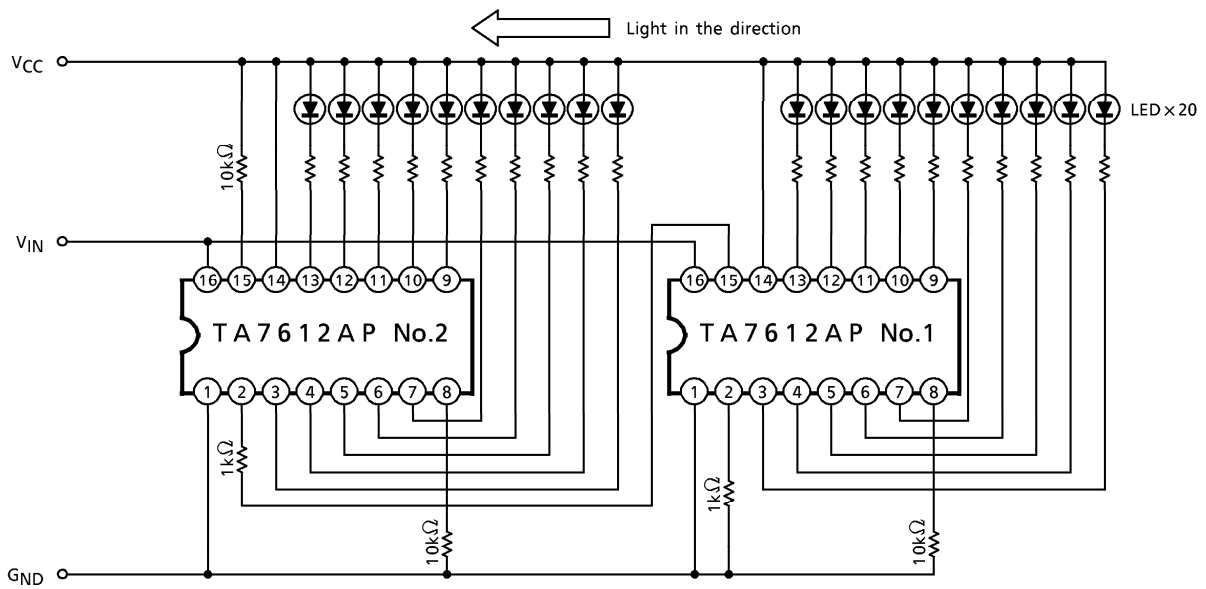 Light in the direction
VCC
LED×20
10kΩ
VIN
16 15 14 13 12 11 10 9
16 15 14 13 12 11 10 9
TA7612AP No.2
TA7612AP No.1
1 2 3 4 5 6 7 8
1 2 3 4 5 6 7 8
1kΩ
1kΩ
10kΩ
10kΩ
GND